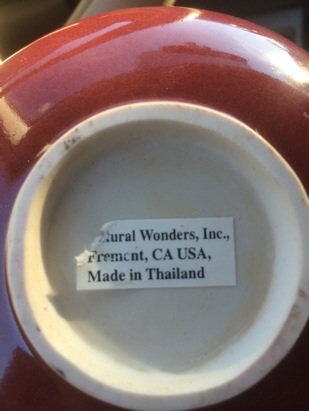 tural Wonders, Inc.,
Fremont, CA USA,
Made in Thailand